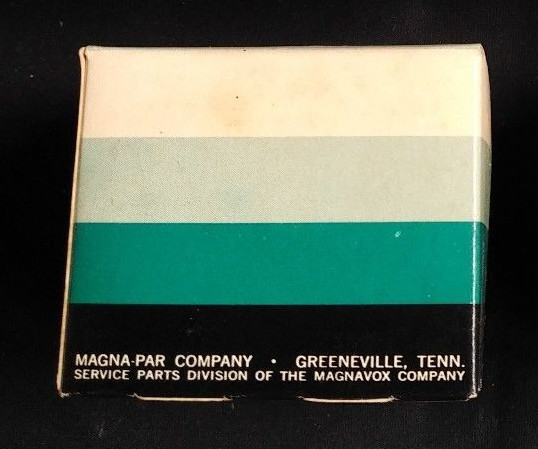 MAGNA-PAR COMPANY • GREENEVILLE, TENN.
SERVICE PARTS DIVISION OF THE MAGNAVOX COMPANY